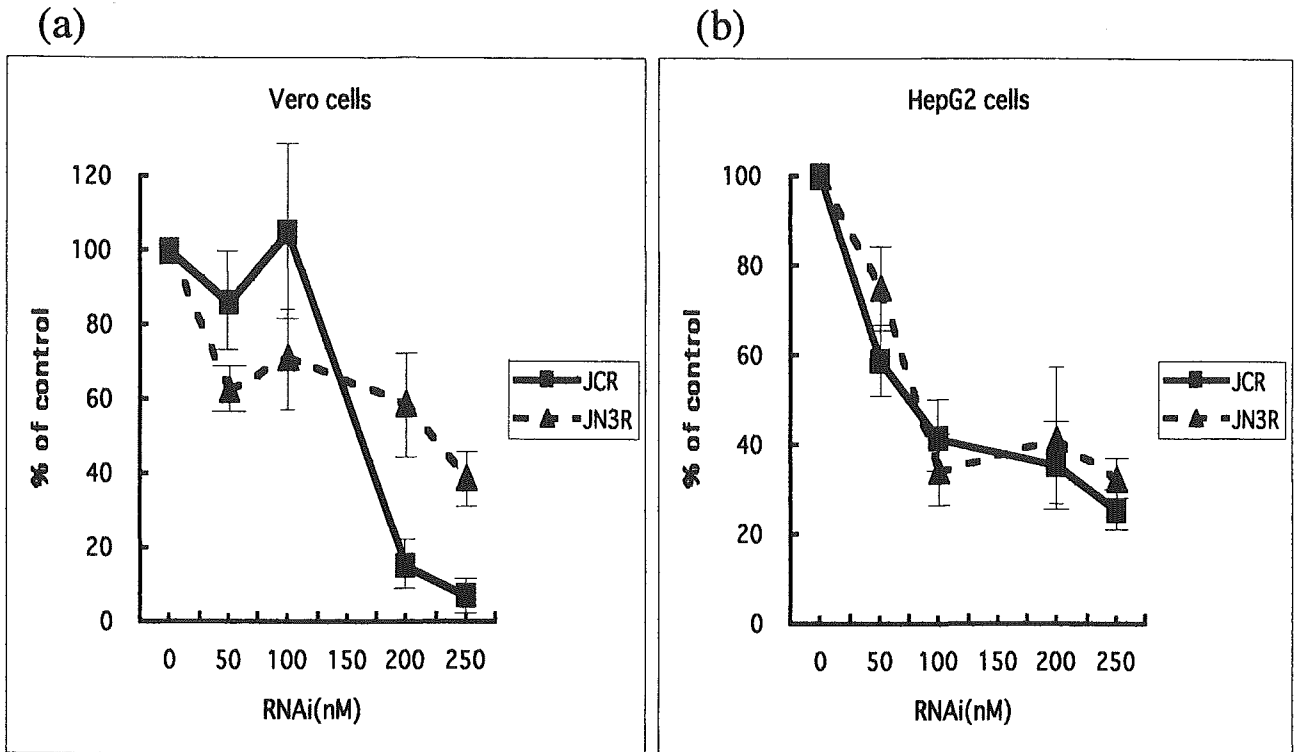 (a)
Vero cells
120
100
80
60
40
20
0
% of control
0 50 100 150 200 250
RNAi(nM)
JCR
JN3R
(b)
HepG2 cells
100
80
60
40
20
0
% of control
0 50 100 150 200 250
RNAi(nM)
JCR
JN3R